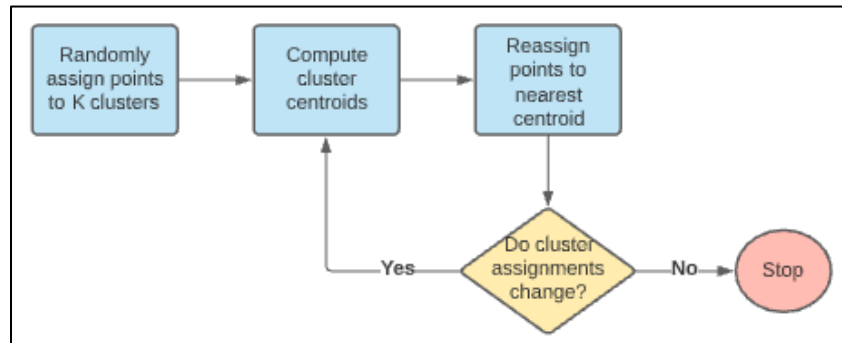 Randomly
assign points
to K clusters
Compute
cluster
centroids
Reassign
points to
nearest
centroid
Do cluster
assignments
change?
Yes
No
Stop